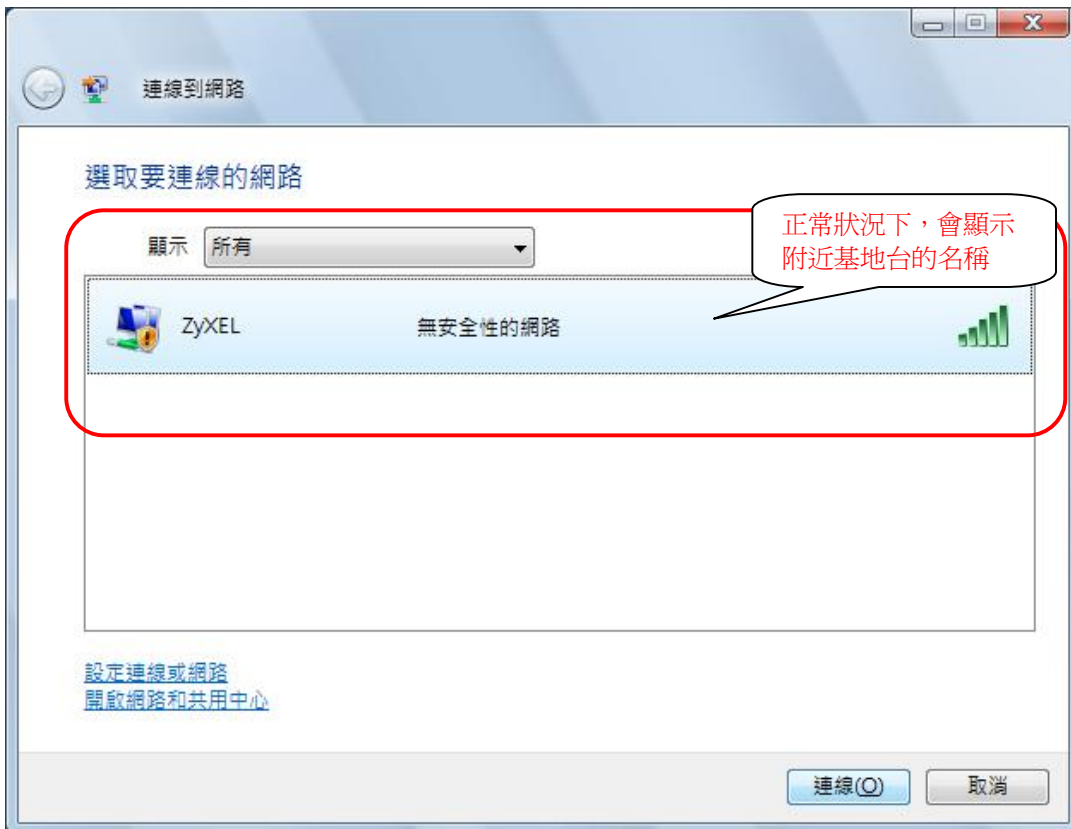 連線到網路
選取要連線的網路
正常狀況下，會顯示
附近基地台的名稱
顯示 所有
ZyXEL 無安全性的網路
設定連線或網路
開啟網路和共用中心
連線(O) 取消